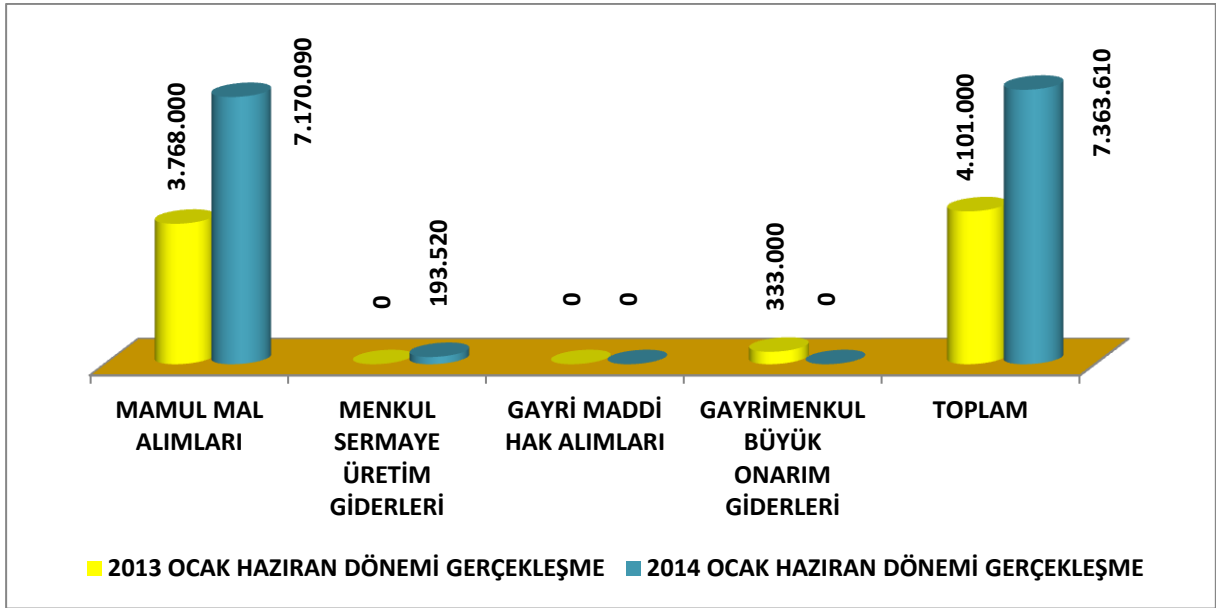 3.768.000
7.170.090
0
193.520
0
0
333.000
0
4.101.000
7.363.610
MAMUL MAL
ALIMLARI
MENKUL
SERMAYE
ÜRETİM
GİDERLERİ
GAYRİ MADDİ
HAK ALIMLARI
GAYRİMENKUL
BÜYÜK
ONARIM
GİDERLERİ
TOPLAM
2013 OCAK HAZIRAN DÖNEMİ GERÇEKLEŞME
2014 OCAK HAZIRAN DÖNEMİ GERÇEKLEŞME